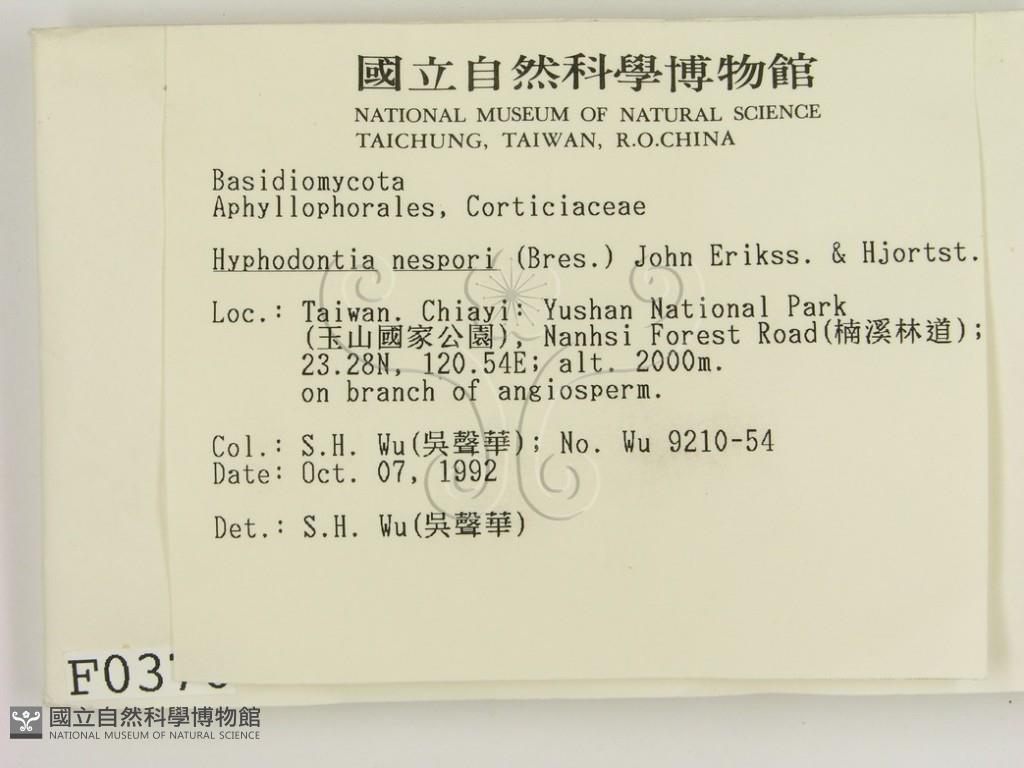 國立自然科學博物館
NATIONAL MUSEUM OF NATURAL SCIENCE
TAICHUNG, TAIWAN, R.O.CHINA
Basidiomycota
Aphyllophorales, Corticiaceae
Hyphodontia nespori (Bres.) John Erikss. & Hjortst.
Loc.: Taiwan. Chiayi: Yushan National Park
(玉山國家公園), Nanhsi Forest Road(楠溪林道);
23.28N, 120.54E; alt. 2000m.
on branch of angiosperm.
Col.: S.H. Wu(吳聲華); No. Wu 9210-54
Date: Oct. 07, 1992
Det.: S.H. Wu(吳聲華)
國立自然科學博物館
NATIONAL MUSEUM OF NATURAL SCIENCE